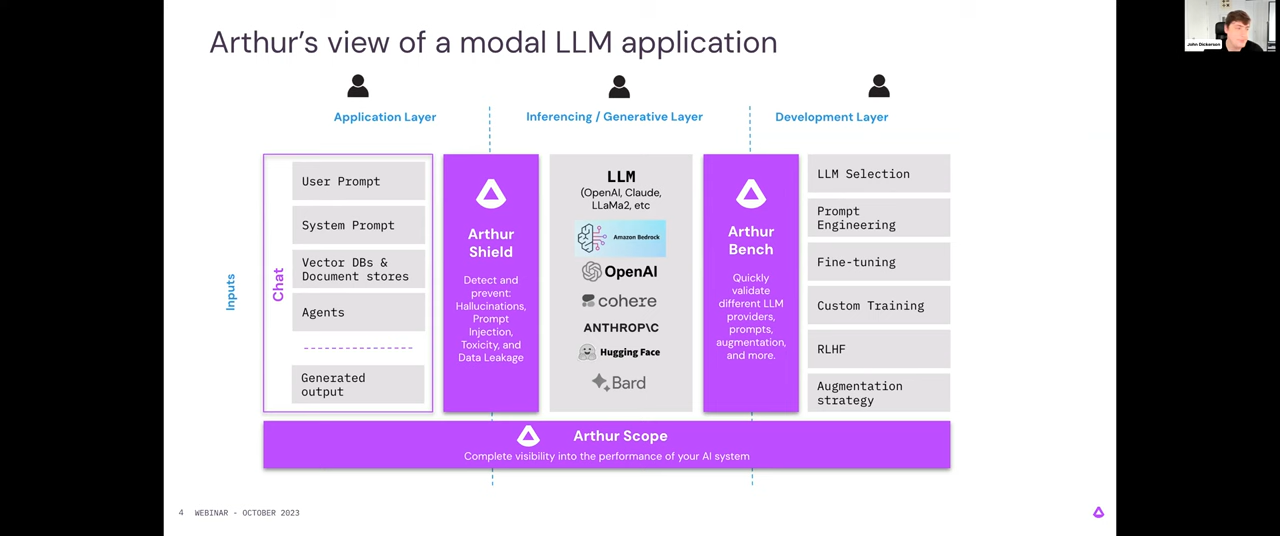 Arthur's view of a modal LLM application
John Dickerson
Application Layer
Inferencing / Generative Layer
Development Layer
Inputs
Chat
User Prompt
System Prompt
Vector DBs &
Document stores
Agents
Generated
output
Arthur
Shield
Detect and
prevent:
Hallucinations,
Prompt
Injection,
Toxicity, and
Data Leakage
LLM
(OpenAI, Claude,
LLaMa2, etc
Amazon Bedrock
OpenAI
cohere
ANTHROP\C
Hugging Face
Bard
Arthur
Bench
Quickly
validate
different LLM
providers,
prompts,
augmentation,
and more.
LLM Selection
Prompt
Engineering
Fine-tuning
Custom Training
RLHF
Augmentation
strategy
Arthur Scope
Complete visibility into the performance of your AI system
4 WEBINAR - OCTOBER 2023